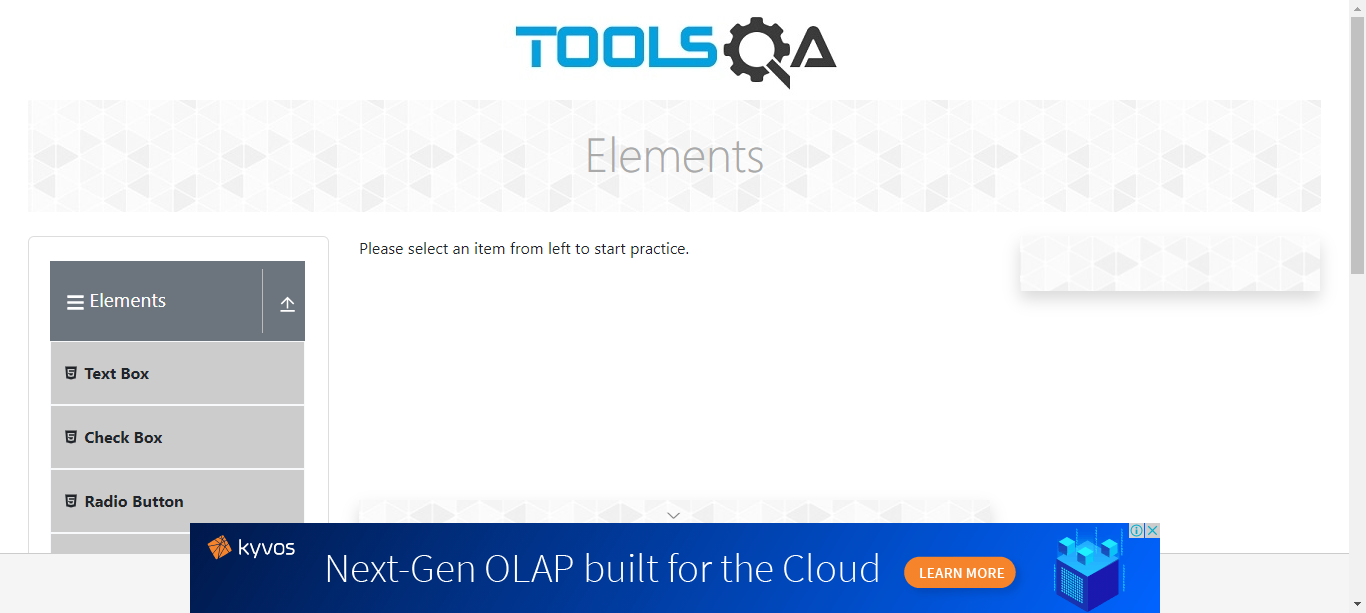 TOOLSQA
Elements
Elements
Please select an item from left to start practice.
Text Box
Check Box
Radio Button
kyvos
Next-Gen OLAP built for the Cloud
LEARN MORE